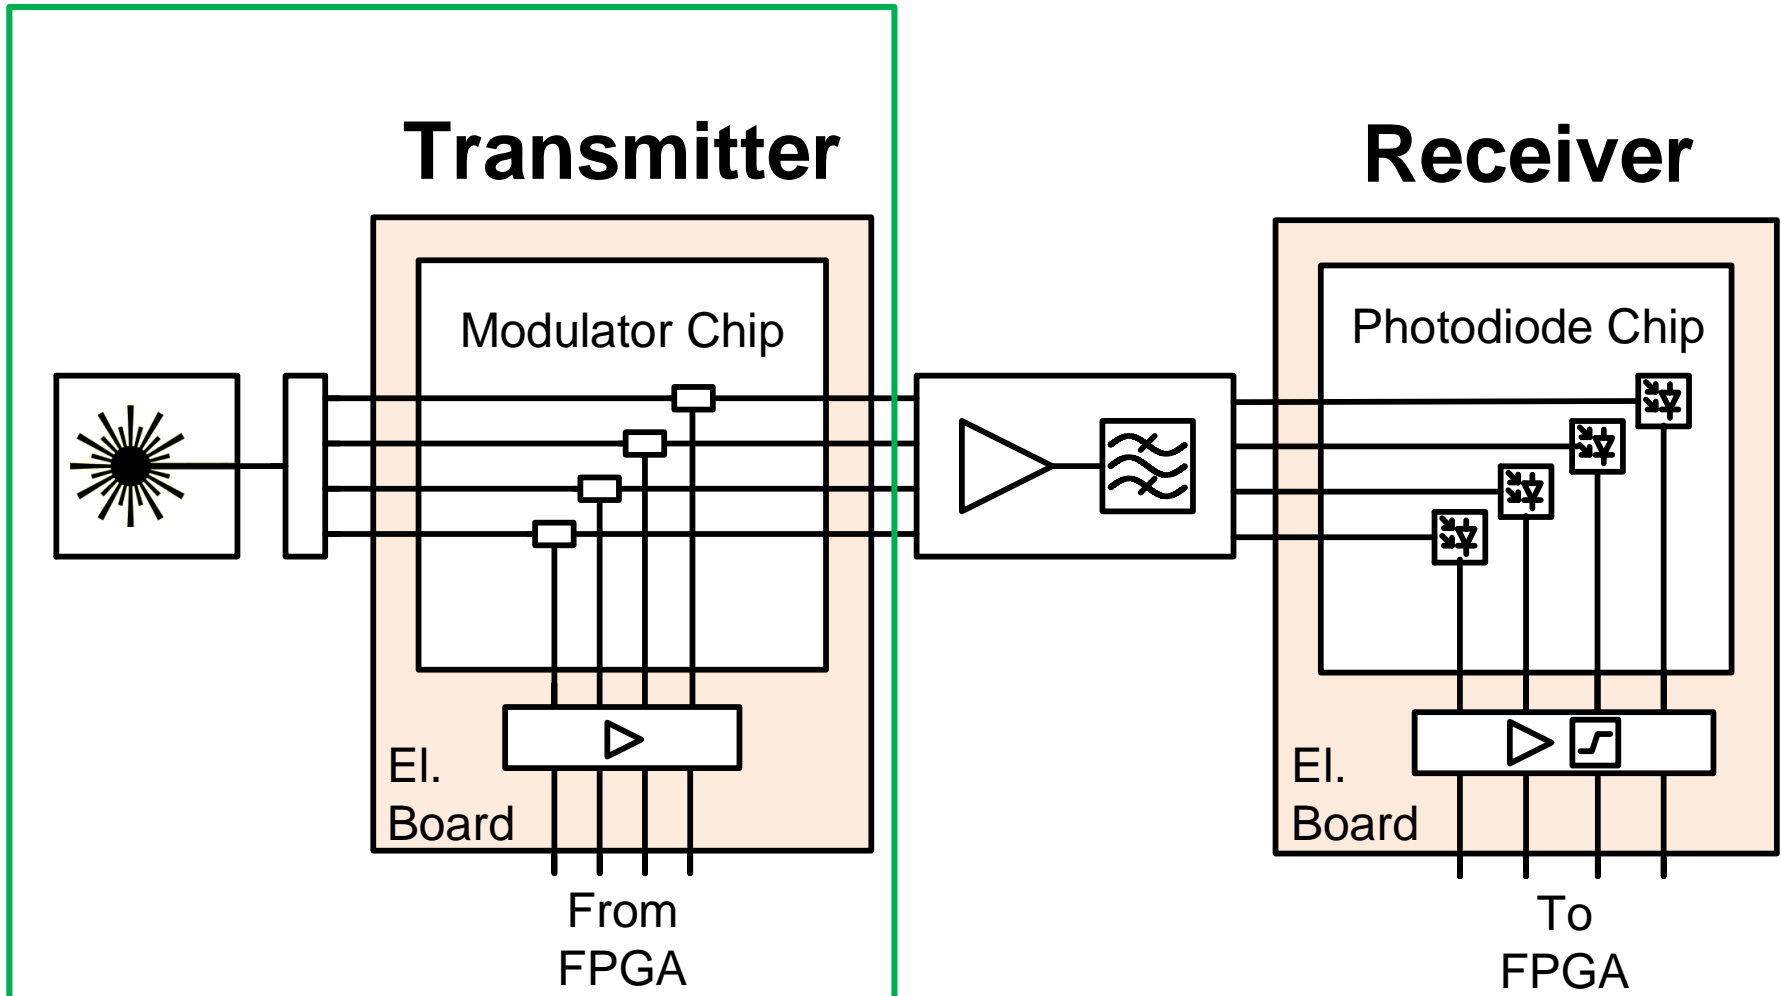 Transmitter
Modulator Chip
El.
Board
From
FPGA
Receiver
Photodiode Chip
El.
Board
To
FPGA